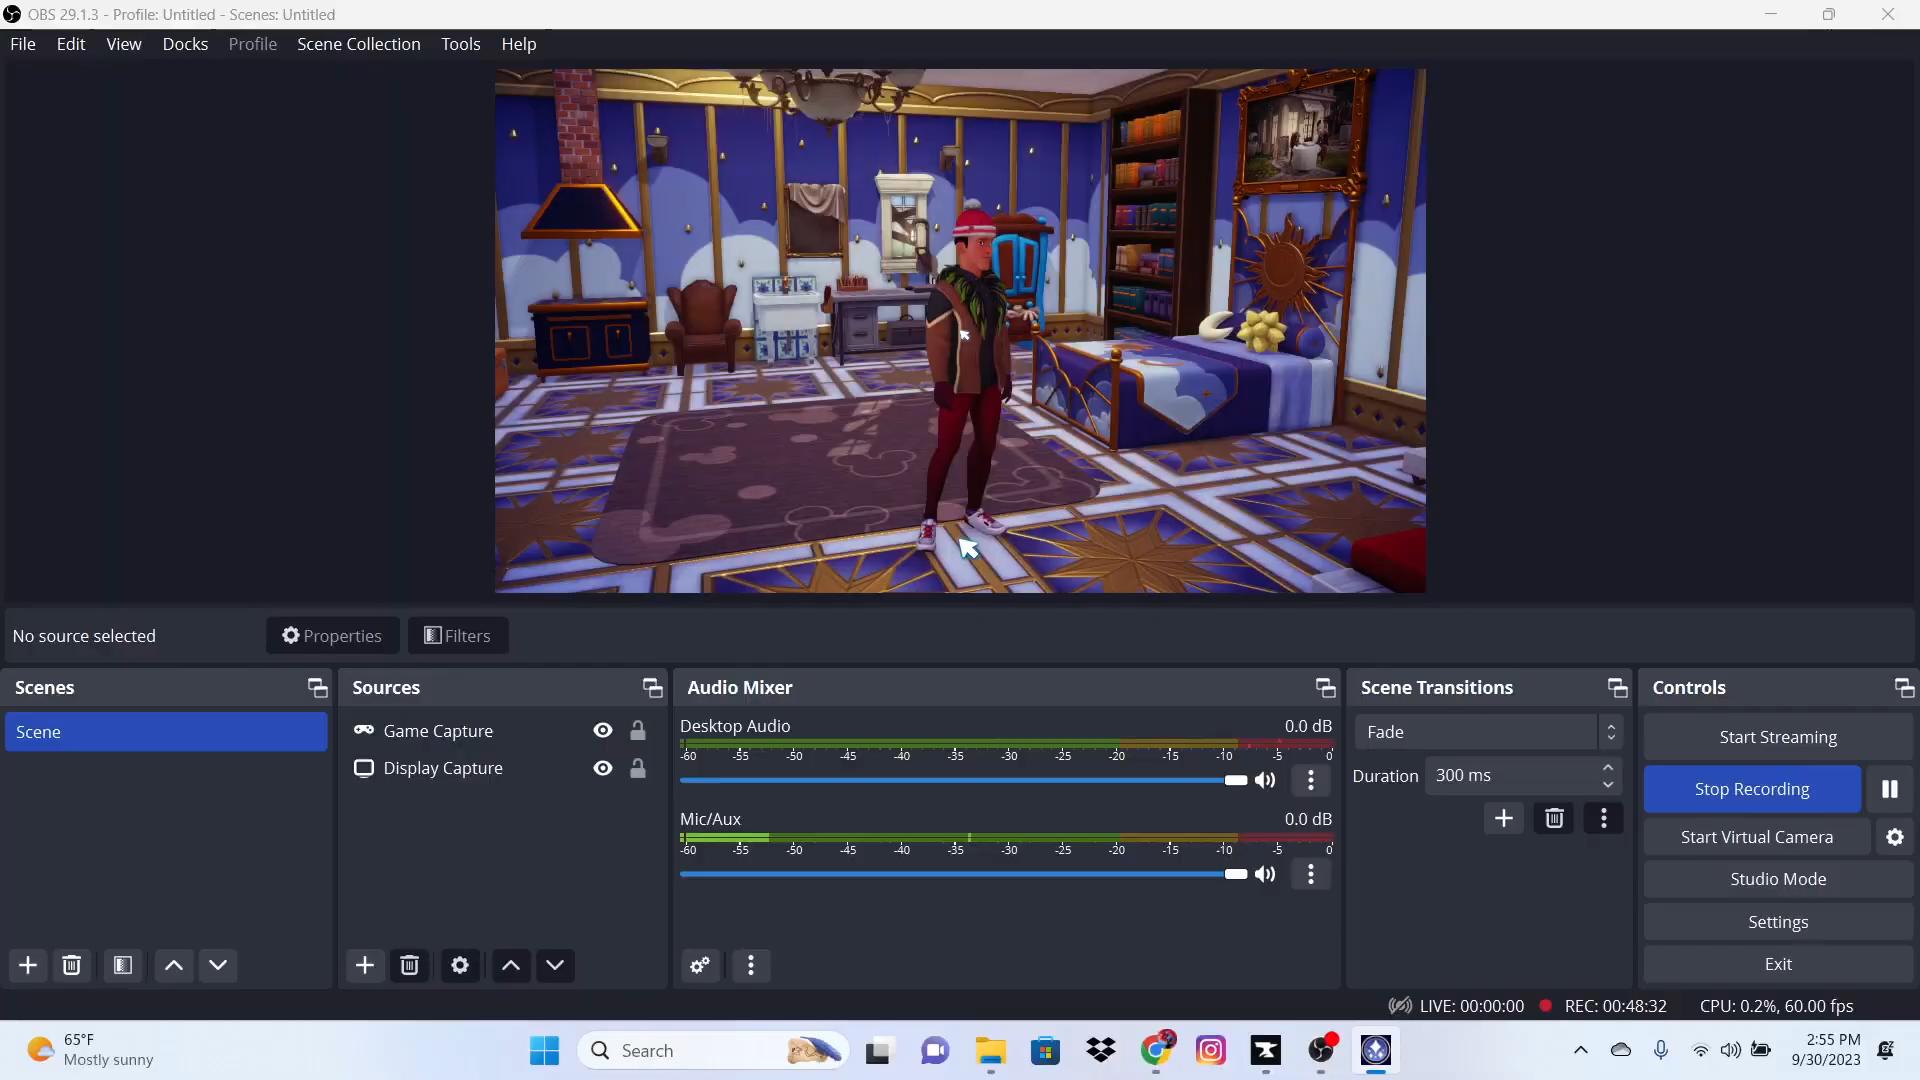 OBS 29.1.3 - Profile: Untitled - Scenes: Untitled
File Edit View Docks Profile Scene Collection Tools Help
No source selected Properties Filters
Scenes
Scene
Sources
Game Capture
Display Capture
Audio Mixer
Desktop Audio 0.0 dB
-60 -55 -50 -45 -40 -35 -30 -25 -20 -15 -10 -5 0
Mic/Aux 0.0 dB
-60 -55 -50 -45 -40 -35 -30 -25 -20 -15 -10 -5 0
Scene Transitions
Fade
Duration 300 ms
Controls
Start Streaming
Stop Recording
Start Virtual Camera
Studio Mode
Settings
Exit
LIVE: 00:00:00 REC: 00:48:32 CPU: 0.2%, 60.00 fps
65°F
Mostly sunny
Search
2:55 PM
9/30/2023